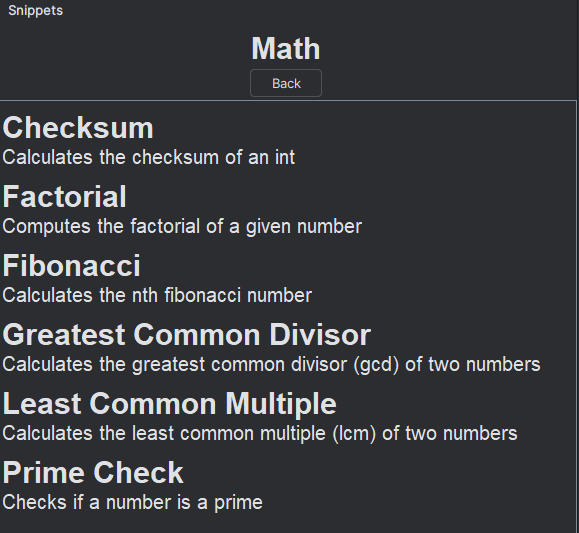 Snippets
Math
Back
Checksum
Calculates the checksum of an int
Factorial
Computes the factorial of a given number
Fibonacci
Calculates the nth fibonacci number
Greatest Common Divisor
Calculates the greatest common divisor (gcd) of two numbers
Least Common Multiple
Calculates the least common multiple (lcm) of two numbers
Prime Check
Checks if a number is a prime